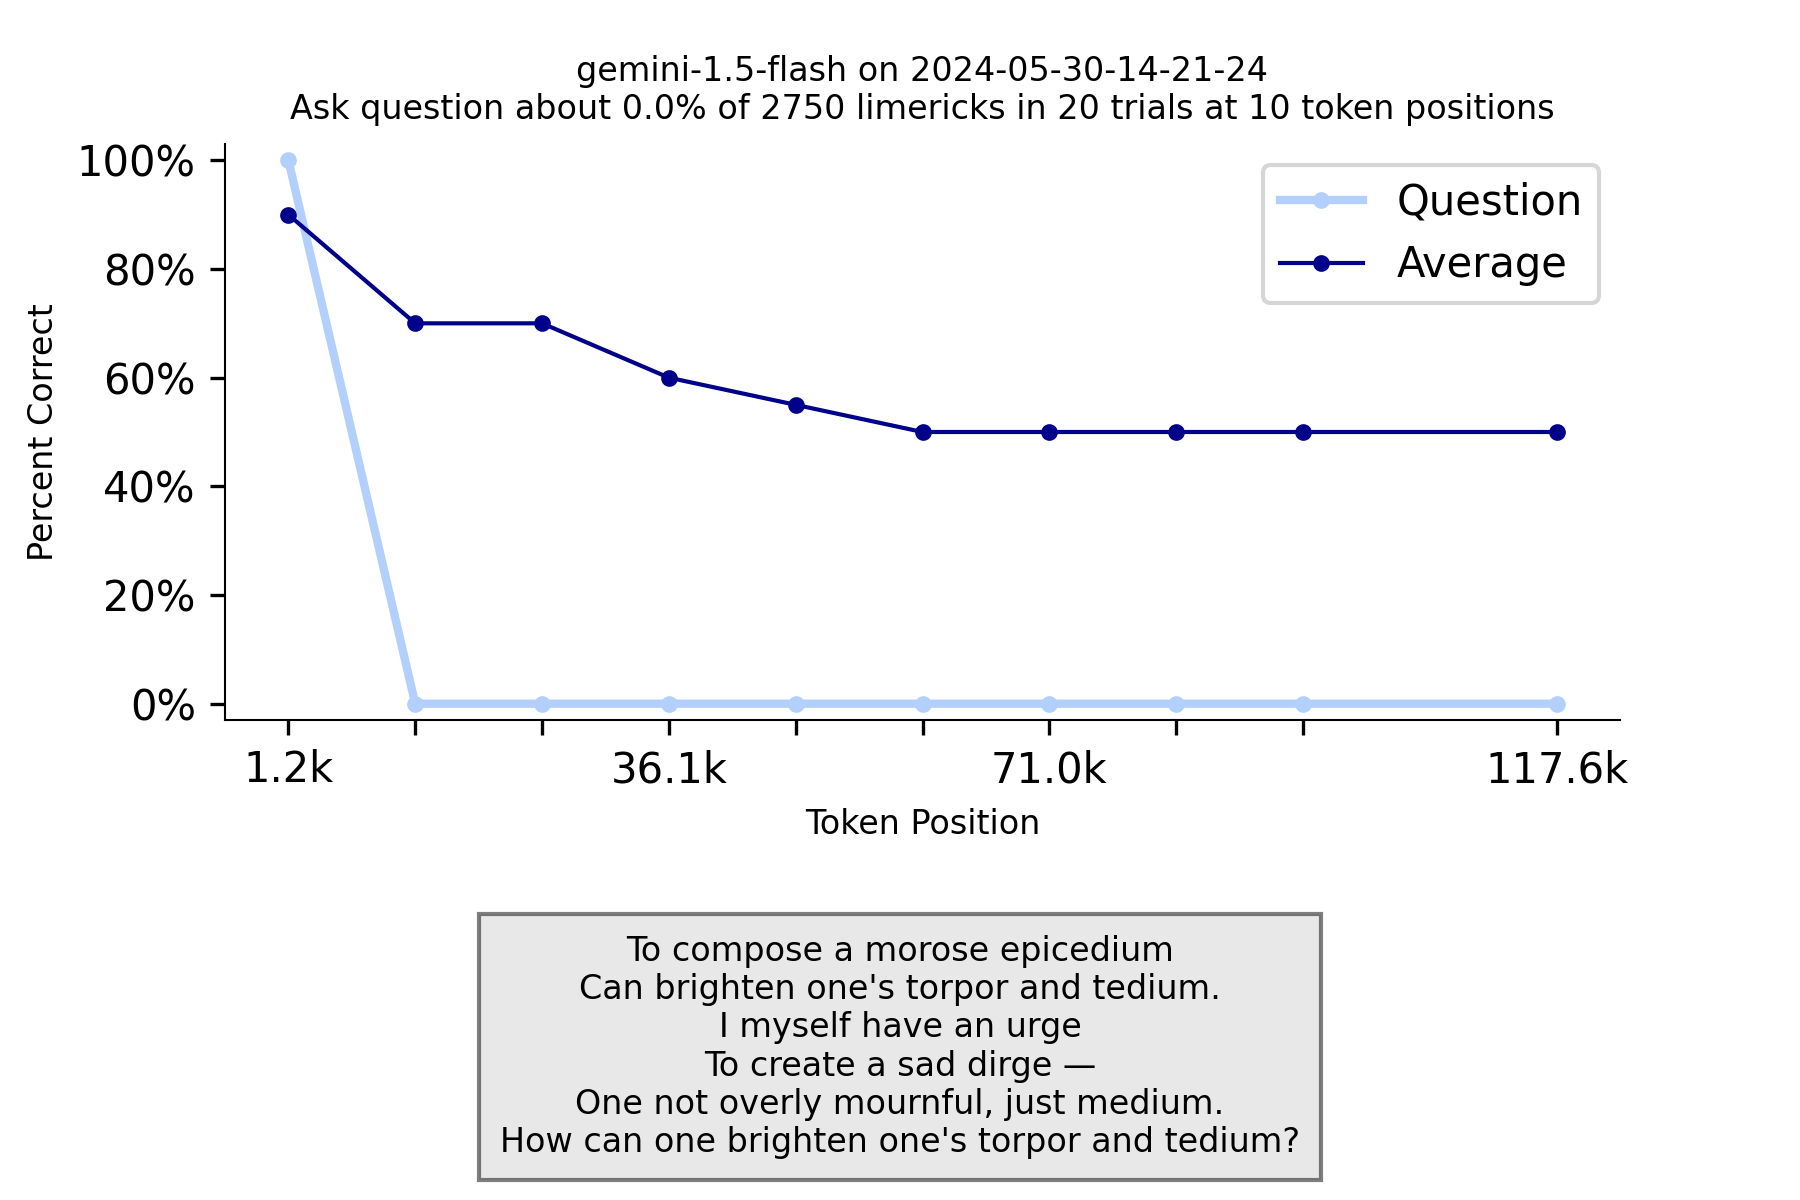 gemini-1.5-flash on 2024-05-30-14-21-24
Ask question about 0.0% of 2750 limericks in 20 trials at 10 token positions
100%
80%
60%
40%
20%
0%
Percent Correct
Question
Average
1.2k
36.1k
71.0k
117.6k
Token Position
To compose a morose epicedium
Can brighten one's torpor and tedium.
I myself have an urge
To create a sad dirge —
One not overly mournful, just medium.
How can one brighten one's torpor and tedium?